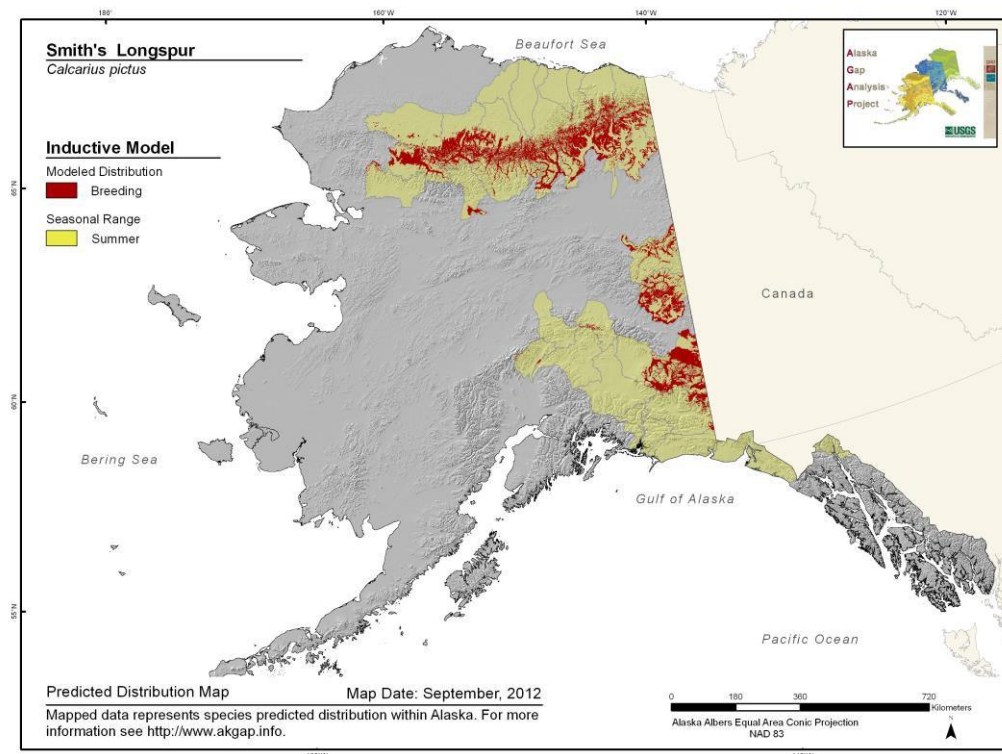 180°
160°W
140°W
120°W
Smith's Longspur
Calcarius pictus
Beaufort Sea
Alaska
Gap
Analysis
Project
USGS
Inductive Model
Modeled Distribution
Breeding
Seasonal Range
Summer
65°N
Canada
60°N
Bering Sea
Gulf of Alaska
55°N
Pacific Ocean
Predicted Distribution Map
Map Date: September, 2012
Mapped data represents species predicted distribution within Alaska. For more
information see http://www.akgap.info.
0 180 360 720
Kilometers
Alaska Albers Equal Area Conic Projection
NAD 83
N